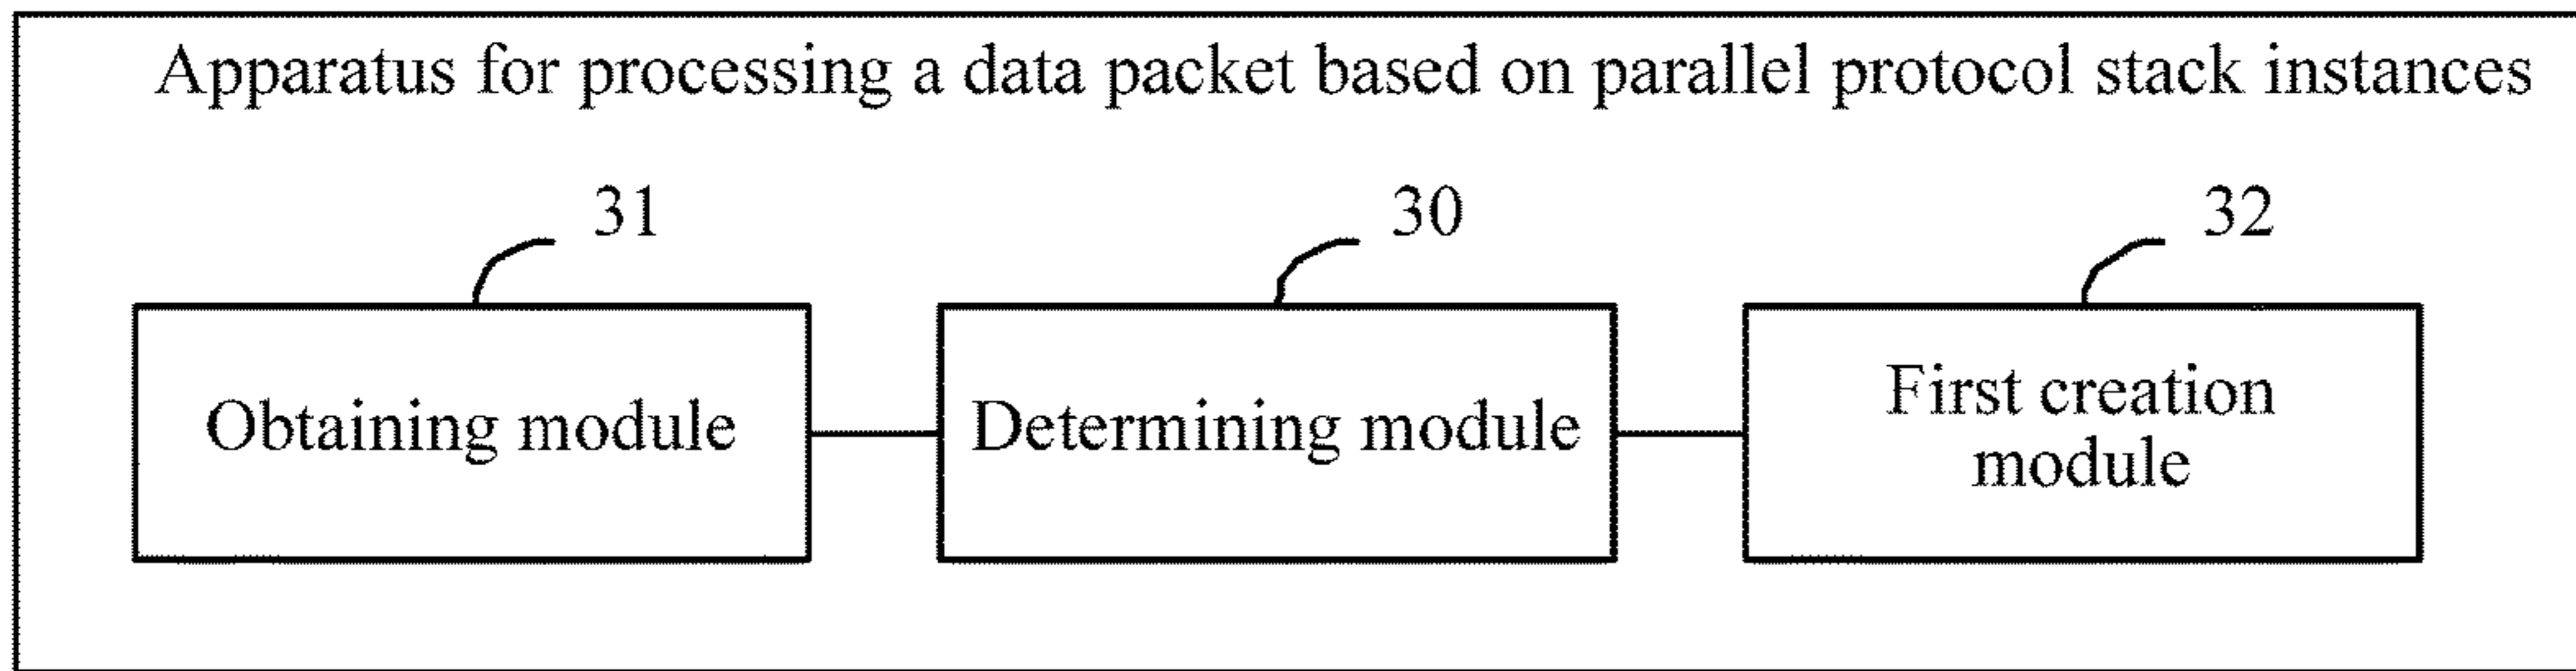 Apparatus for processing a data packet based on parallel protocol stack instances
31
30
32
Obtaining module
Determining module
First creation
module